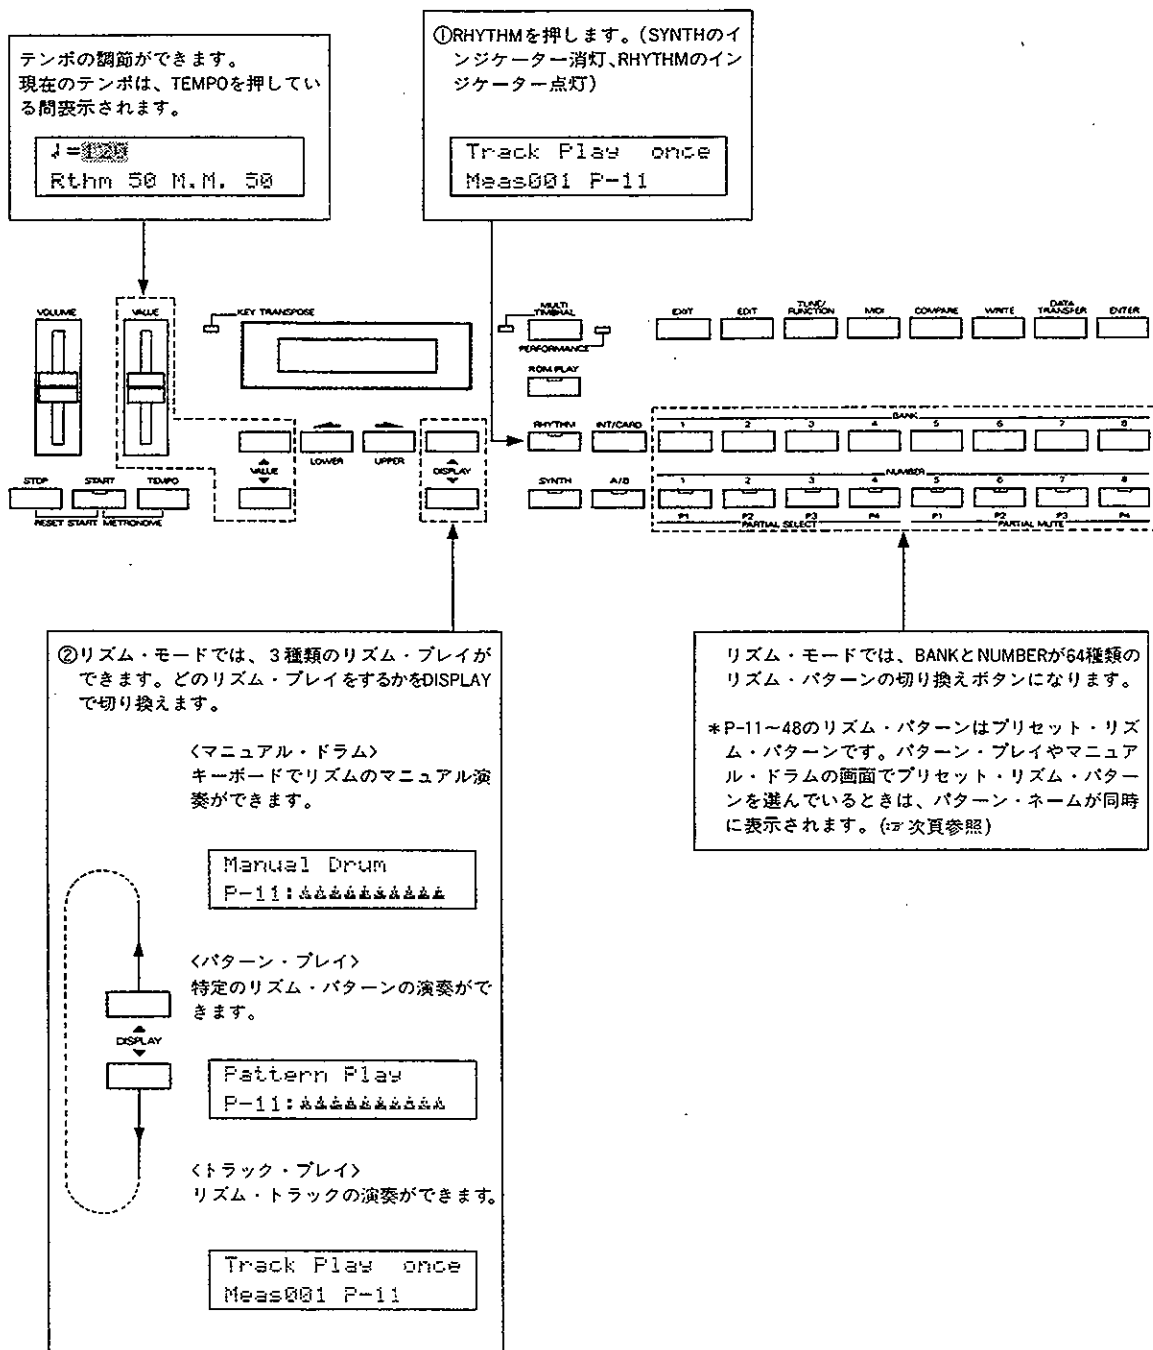 テンポの調節ができます。
現在のテンポは、TEMPOを押してい
る間表示されます。
♩=120
Rthm 50 M.M. 50
①RHYTHMを押します。(SYNTHのイ
ンジケーター消灯、RHYTHMのイン
ジケーター点灯)
Track Play once
Meas001 P-11
VOLUME
VALUE
KEY TRANSPOSE
MULTI
TIMBRAL
PERFORMANCE
EXIT
EDIT
TUNE/
FUNCTION
MIDI
COMPARE
WRITE
DATA
TRANSFER
ENTER
ROM PLAY
RHYTHM
INT/CARD
BANK
1 2 3 4 5 6 7 8
VALUE
LOWER
UPPER
DISPLAY
STOP
START
TEMPO
RESET START METRONOME
SYNTH
A/B
NUMBER
1 2 3 4 5 6 7 8
P1 P2 P3 P4 P1 P2 P3 P4
PARTIAL SELECT
PARTIAL MUTE
②リズム・モードでは、3種類のリズム・プレイが
できます。どのリズム・プレイをするかをDISPLAY
で切り換えます。
〈マニュアル・ドラム〉
キーボードでリズムのマニュアル演
奏ができます。
Manual Drum
P-11:
〈パターン・プレイ〉
特定のリズム・パターンの演奏がで
きます。
DISPLAY
Pattern Play
P-11:
〈トラック・プレイ〉
リズム・トラックの演奏ができます。
Track Play once
Meas001 P-11
リズム・モードでは、BANKとNUMBERが64種類の
リズム・パターンの切り換えボタンになります。
*P-11~48のリズム・パターンはプリセット・リズ
ム・パターンです。パターン・プレイやマニュア
ル・ドラムの画面でプリセット・リズム・パター
ンを選んでいるときは、パターン・ネームが同時
に表示されます。(☞次頁参照)